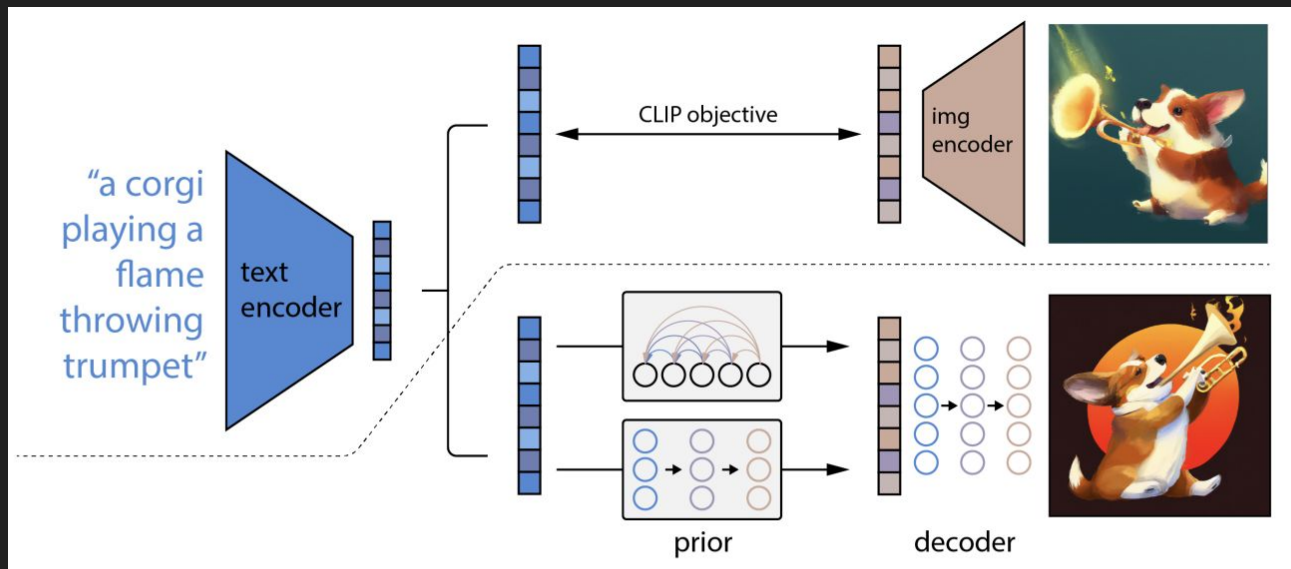 “a corgi
playing a
flame
throwing
trumpet”
text
encoder
CLIP objective
img
encoder
prior
decoder